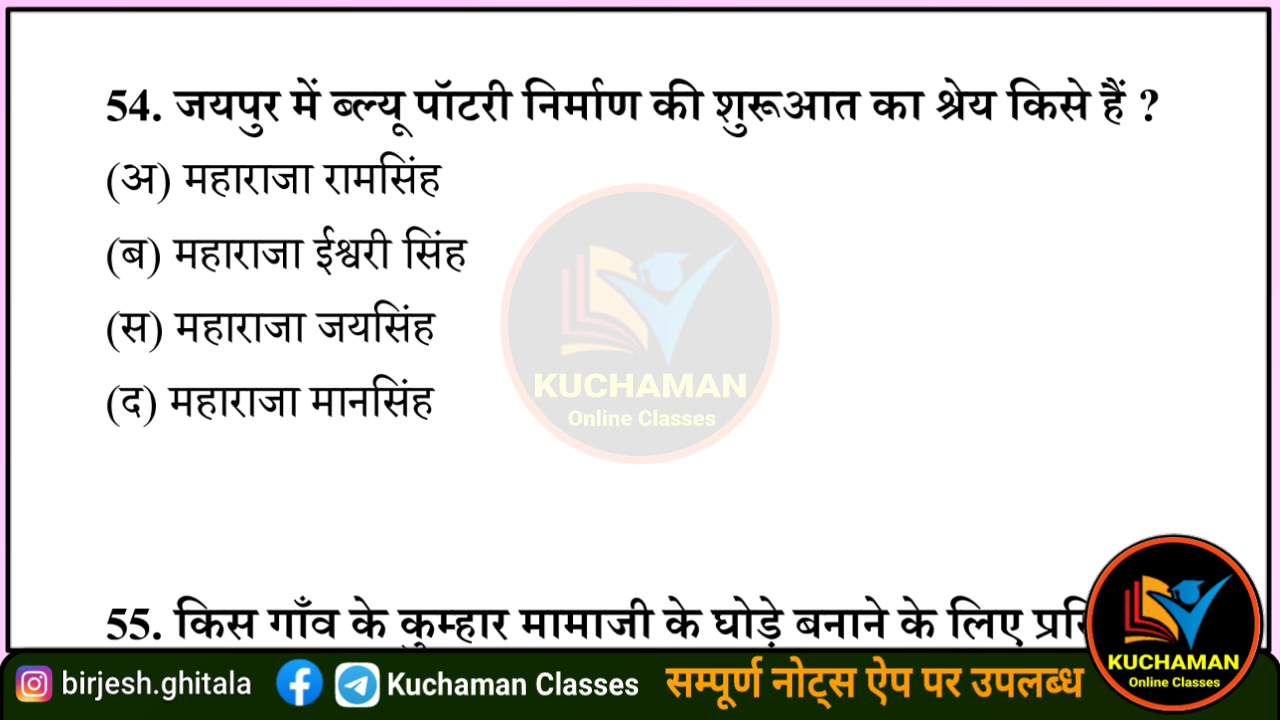 54. जयपुर में ब्ल्यू पॉटरी निर्माण की शुरूआत का श्रेय किसे हैं ?
(अ) महाराजा रामसिंह
(ब) महाराजा ईश्वरी सिंह
(स) महाराजा जयसिंह
(द) महाराजा मानसिंह
KUCHAMAN
Online Classes
55. किस गाँव के कुम्हार मामाजी के घोड़े बनाने के लिए
birjesh.ghitala
Kuchaman Classes
सम्पूर्ण नोट्स ऐप पर उपलब्ध
KUCHAMAN
Online Classes